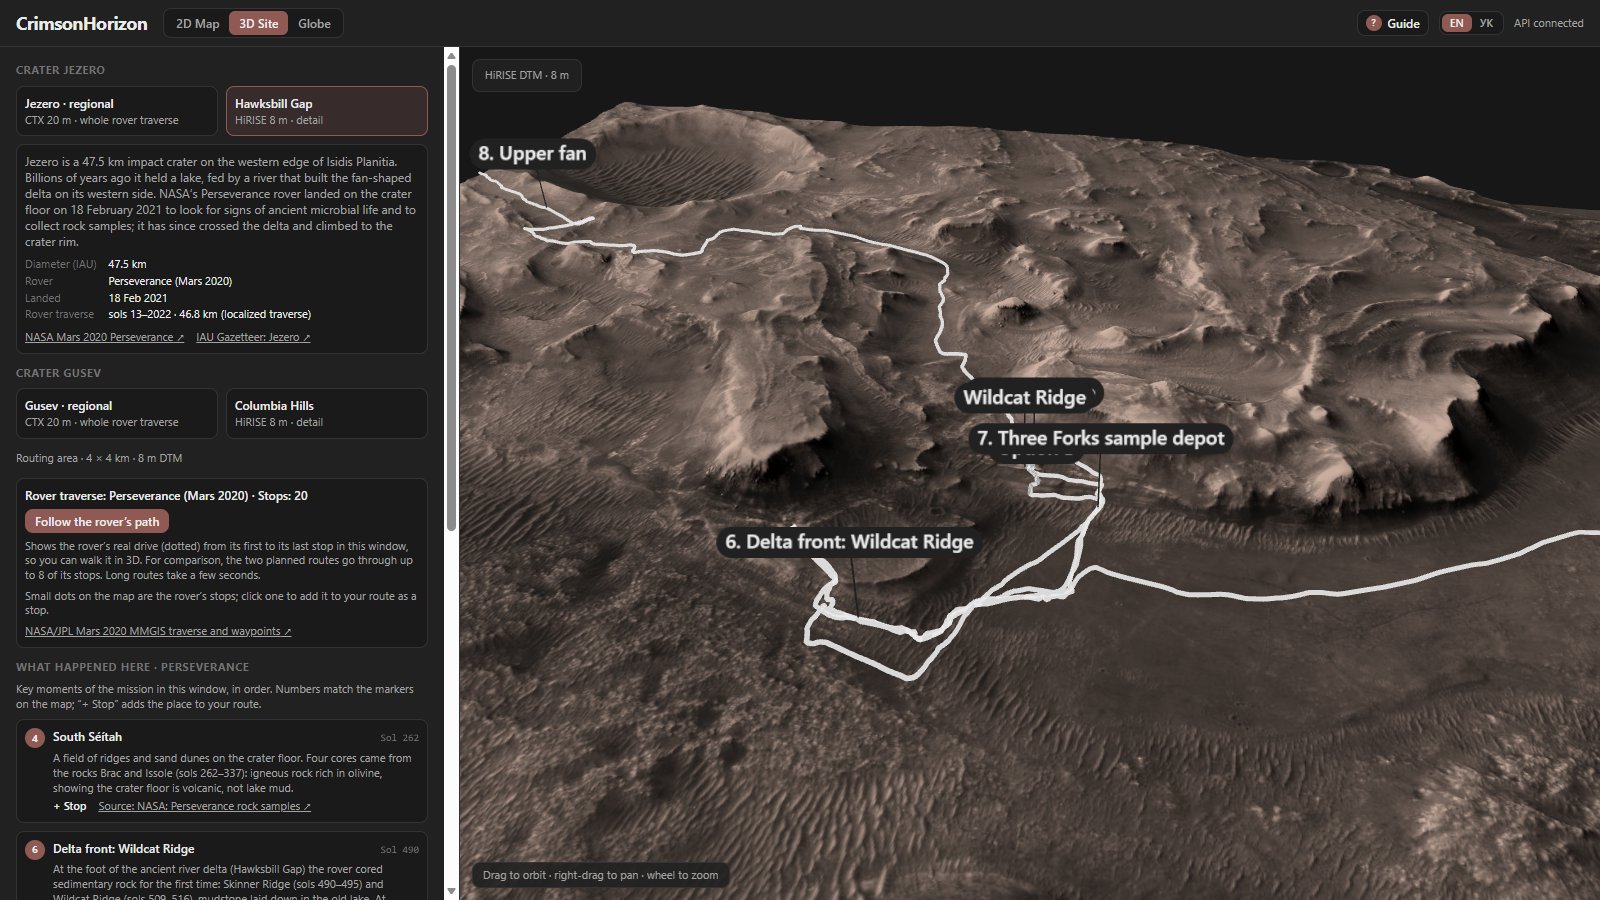 CrimsonHorizon
2D Map
3D Site
Globe
? Guide
EN
УК
API connected
CRATER JEZERO
Jezero · regional
CTX 20 m · whole rover traverse
Hawksbill Gap
HiRISE 8 m · detail
Jezero is a 47.5 km impact crater on the western edge of Isidis Planitia.
Billions of years ago it held a lake, fed by a river that built the fan-shaped
delta on its western side. NASA's Perseverance rover landed on the crater
floor on 18 February 2021 to look for signs of ancient microbial life and to
collect rock samples; it has since crossed the delta and climbed to the
crater rim.
Diameter (IAU) 47.5 km
Rover Perseverance (Mars 2020)
Landed 18 Feb 2021
Rover traverse sols 13–2022 · 46.8 km (localized traverse)
NASA Mars 2020 Perseverance ↗ IAU Gazetteer: Jezero ↗
CRATER GUSEV
Gusev · regional
CTX 20 m · whole rover traverse
Columbia Hills
HiRISE 8 m · detail
Routing area · 4 × 4 km · 8 m DTM
Rover traverse: Perseverance (Mars 2020) · Stops: 20
Follow the rover's path
Shows the rover's real drive (dotted) from its first to its last stop in this window,
so you can walk it in 3D. For comparison, the two planned routes go through up
to 8 of its stops. Long routes take a few seconds.
Small dots on the map are the rover's stops; click one to add it to your route as a
stop.
NASA/JPL Mars 2020 MMGIS traverse and waypoints ↗
WHAT HAPPENED HERE · PERSEVERANCE
Key moments of the mission in this window, in order. Numbers match the markers
on the map; "+ Stop" adds the place to your route.
4 South Séítah Sol 262
A field of ridges and sand dunes on the crater floor. Four cores came from
the rocks Brac and Issole (sols 262–337): igneous rock rich in olivine,
showing the crater floor is volcanic, not lake mud.
+ Stop Source: NASA: Perseverance rock samples ↗
6 Delta front: Wildcat Ridge Sol 490
At the foot of the ancient river delta (Hawksbill Gap) the rover cored
sedimentary rock for the first time: Skinner Ridge (sols 490–495) and
Wildcat Ridge (sols 509–516), mudstone laid down in the old lake. At
HiRISE DTM · 8 m
8. Upper fan
Wildcat Ridge
7. Three Forks sample depot
6. Delta front: Wildcat Ridge
Drag to orbit · right-drag to pan · wheel to zoom